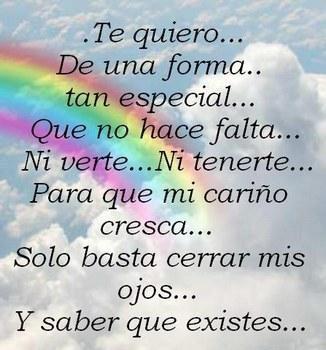 .Te quiero...
De una forma..
tan especial...
Que no hace falta...
Ni verte...Ni tenerte...
Para que mi cariño
cresca...
Solo basta cerrar mis
ojos...
Y saber que existes...